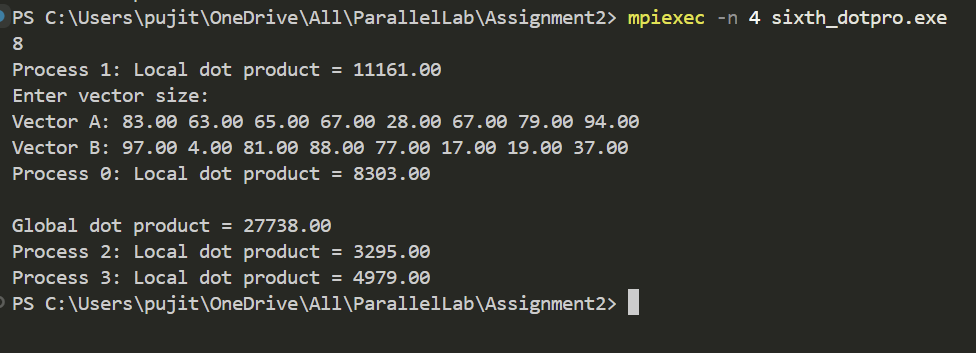 PS C:\Users\pujit\OneDrive\All\ParallelLab\Assignment2> mpiexec -n 4 sixth_dotpro.exe
8
Process 1: Local dot product = 11161.00
Enter vector size:
Vector A: 83.00 63.00 65.00 67.00 28.00 67.00 79.00 94.00
Vector B: 97.00 4.00 81.00 88.00 77.00 17.00 19.00 37.00
Process 0: Local dot product = 8303.00
Global dot product = 27738.00
Process 2: Local dot product = 3295.00
Process 3: Local dot product = 4979.00
PS C:\Users\pujit\OneDrive\All\ParallelLab\Assignment2>